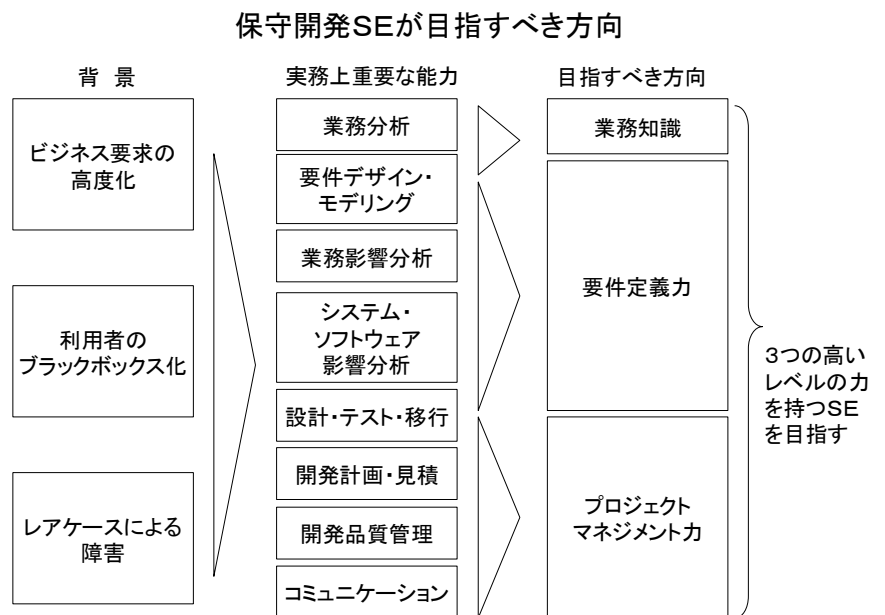 保守開発SEが目指すべき方向
背 景
実務上重要な能力
目指すべき方向
ビジネス要求の
高度化
利用者の
ブラックボックス化
レアケースによる
障害
業務分析
要件デザイン・
モデリング
業務影響分析
システム・
ソフトウェア
影響分析
設計・テスト・移行
開発計画・見積
開発品質管理
コミュニケーション
業務知識
要件定義力
プロジェクト
マネジメント力
3つの高い
レベルの力
を持つSE
を目指す